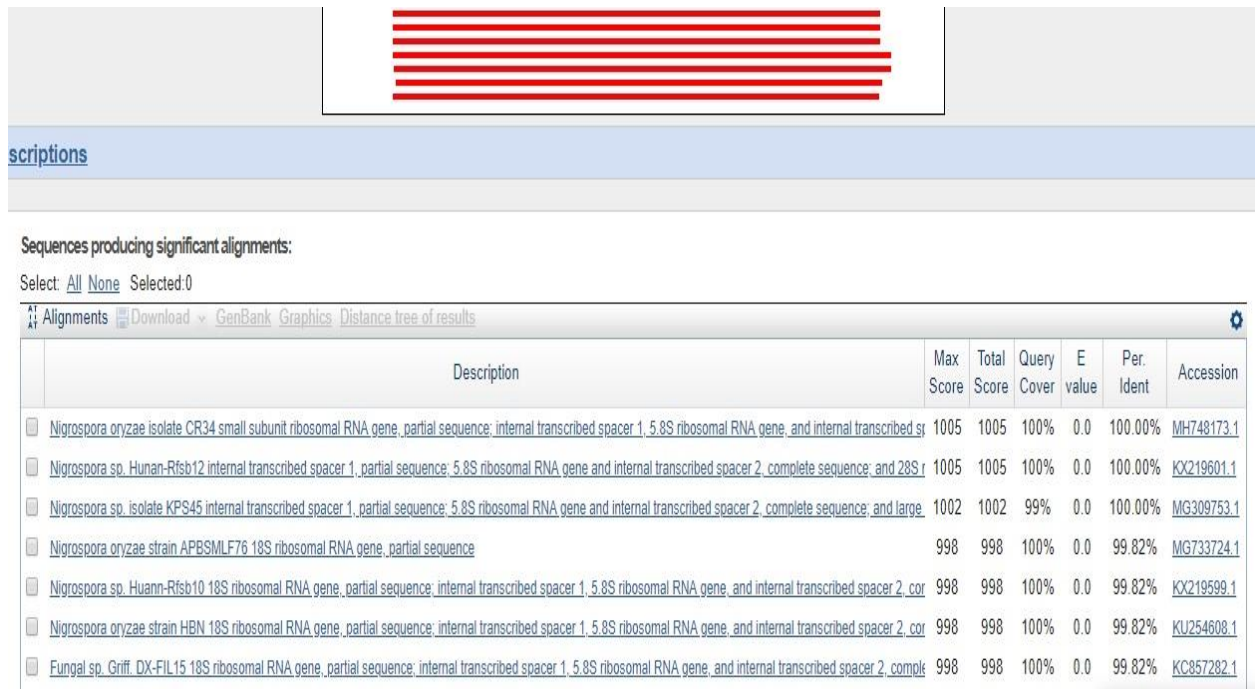 scriptions
Sequences producing significant alignments:
Select: All None Selected:0
Alignments Download GenBank Graphics Distance tree of results
Description Max Score Total Score Query Cover E value Per. Ident Accession
Nigrospora oryzae isolate CR34 small subunit ribosomal RNA gene, partial sequence; internal transcribed spacer 1, 5.8S ribosomal RNA gene, and internal transcribed sp 1005 1005 100% 0.0 100.00% MH748173.1
Nigrospora sp. Hunan-Rfsb12 internal transcribed spacer 1, partial sequence; 5.8S ribosomal RNA gene and internal transcribed spacer 2, complete sequence; and 28S r 1005 1005 100% 0.0 100.00% KX219601.1
Nigrospora sp. isolate KPS45 internal transcribed spacer 1, partial sequence; 5.8S ribosomal RNA gene and internal transcribed spacer 2, complete sequence; and large 1002 1002 99% 0.0 100.00% MG309753.1
Nigrospora oryzae strain APBSMLF76 18S ribosomal RNA gene, partial sequence 998 998 100% 0.0 99.82% MG733724.1
Nigrospora sp. Huann-Rfsb10 18S ribosomal RNA gene, partial sequence; internal transcribed spacer 1, 5.8S ribosomal RNA gene, and internal transcribed spacer 2, cor 998 998 100% 0.0 99.82% KX219599.1
Nigrospora oryzae strain HBN 18S ribosomal RNA gene, partial sequence; internal transcribed spacer 1, 5.8S ribosomal RNA gene, and internal transcribed spacer 2, cor 998 998 100% 0.0 99.82% KU254608.1
Fungal sp. Griff. DX-FIL15 18S ribosomal RNA gene, partial sequence; internal transcribed spacer 1, 5.8S ribosomal RNA gene, and internal transcribed spacer 2, comple 998 998 100% 0.0 99.82% KC857282.1